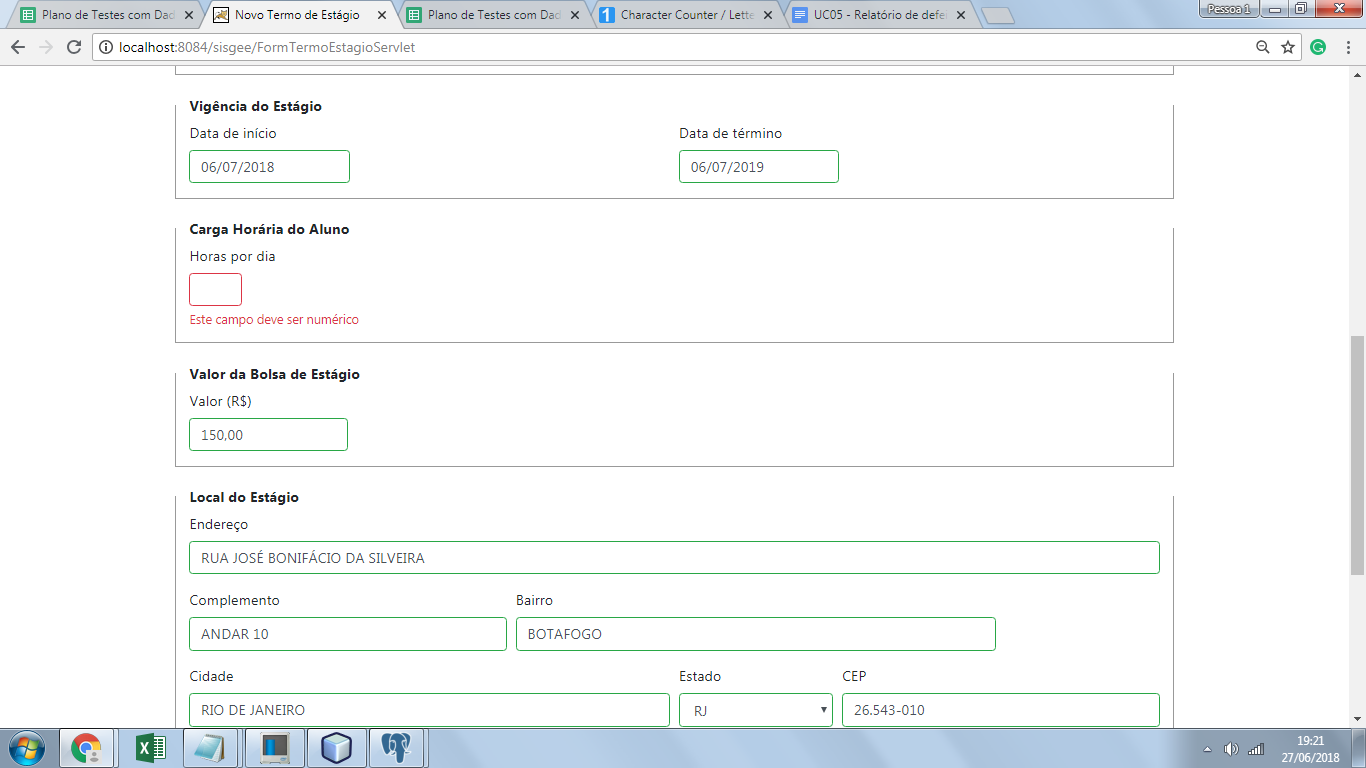 Plano de Testes com Dad
Novo Termo de Estágio
Plano de Testes com Dad
Character Counter / Lette
UC05 - Relatório de defei
Pessoa 1
localhost:8084/sisgee/FormTermoEstagioServlet
Vigência do Estágio
Data de início Data de término
06/07/2018 06/07/2019
Carga Horária do Aluno
Horas por dia
Este campo deve ser numérico
Valor da Bolsa de Estágio
Valor (R$)
150,00
Local do Estágio
Endereço
RUA JOSÉ BONIFÁCIO DA SILVEIRA
Complemento Bairro
ANDAR 10 BOTAFOGO
Cidade Estado CEP
RIO DE JANEIRO RJ 26.543-010
19:21
27/06/2018